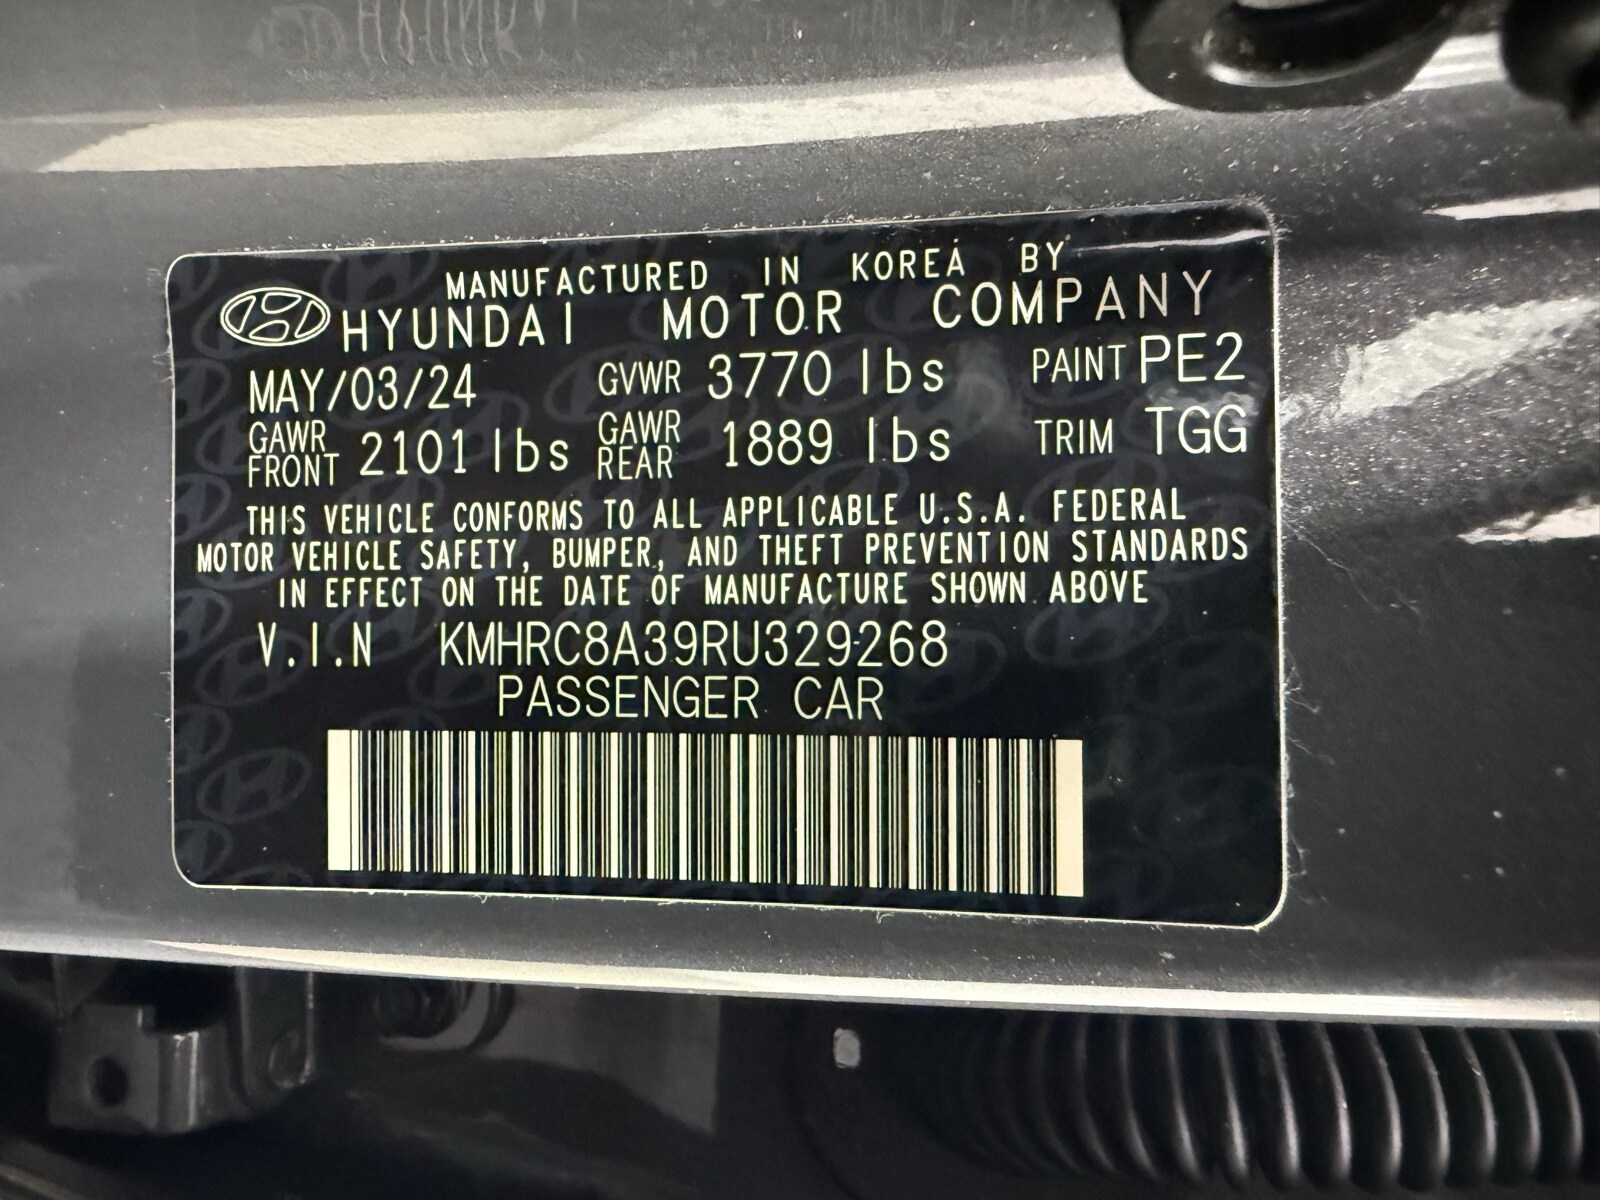 MANUFACTURED IN KOREA BY
HYUNDAI MOTOR COMPANY
MAY/03/24 GVWR 3770 lbs PAINT PE2
GAWR FRONT 2101 lbs GAWR REAR 1889 lbs TRIM TGG
THIS VEHICLE CONFORMS TO ALL APPLICABLE U.S.A. FEDERAL
MOTOR VEHICLE SAFETY, BUMPER, AND THEFT PREVENTION STANDARDS
IN EFFECT ON THE DATE OF MANUFACTURE SHOWN ABOVE
V.I.N KMHRC8A39RU329268
PASSENGER CAR